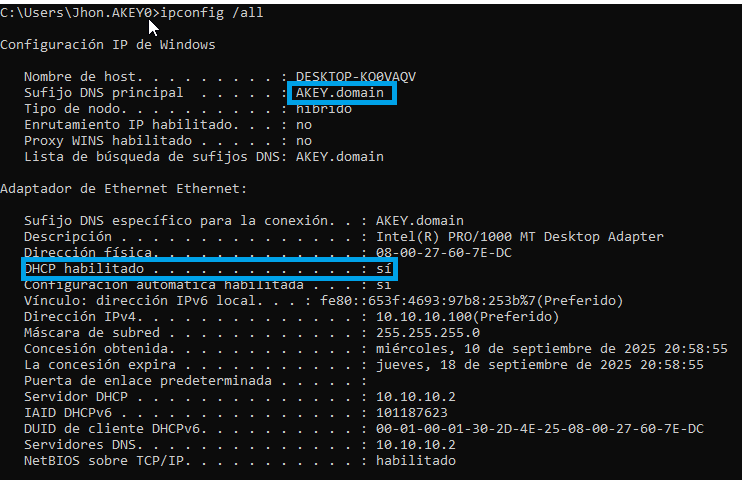 C:\Users\Jhon.AKEY0>ipconfig /all
Configuración IP de Windows
Nombre de host. . . . . . . . . : DESKTOP-KO0VAQV
Sufijo DNS principal  . . . . . : AKEY.domain
Tipo de nodo. . . . . . . . . . : híbrido
Enrutamiento IP habilitado. . . : no
Proxy WINS habilitado . . . . . : no
Lista de búsqueda de sufijos DNS: AKEY.domain
Adaptador de Ethernet Ethernet:
Sufijo DNS específico para la conexión. . : AKEY.domain
Descripción . . . . . . . . . . . . . . . : Intel(R) PRO/1000 MT Desktop Adapter
Dirección física. . . . . . . . . . . . . : 08-00-27-60-7E-DC
DHCP habilitado . . . . . . . . . . . . . : sí
Configuración automática habilitada . . . : sí
Vínculo: dirección IPv6 local. . . : fe80::653f:4693:97b8:253b%7(Preferido)
Dirección IPv4. . . . . . . . . . . . . . : 10.10.10.100(Preferido)
Máscara de subred . . . . . . . . . . . . : 255.255.255.0
Concesión obtenida. . . . . . . . . . . . : miércoles, 10 de septiembre de 2025 20:58:55
La concesión expira . . . . . . . . . . . : jueves, 18 de septiembre de 2025 20:58:55
Puerta de enlace predeterminada . . . . . :
Servidor DHCP . . . . . . . . . . . . . . : 10.10.10.2
IAID DHCPv6 . . . . . . . . . . . . . . . : 101187623
DUID de cliente DHCPv6. . . . . . . . . . : 00-01-00-01-30-2D-4E-25-08-00-27-60-7E-DC
Servidores DNS. . . . . . . . . . . . . . : 10.10.10.2
NetBIOS sobre TCP/IP. . . . . . . . . . . : habilitado